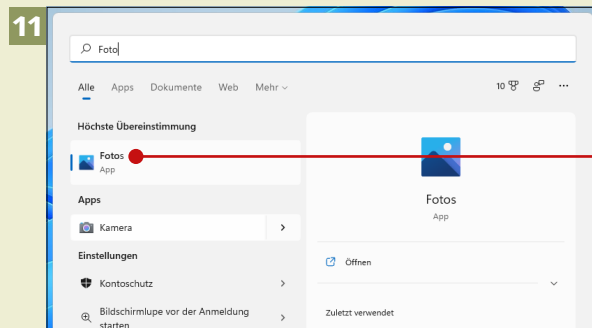 11
Foto
Alle Apps Dokumente Web Mehr
10
Höchste Übereinstimmung
Fotos
App
Apps
Kamera
Einstellungen
Kontoschutz
Bildschirmlupe vor der Anmeldung
starten
Fotos
App
Öffnen
Zuletzt verwendet